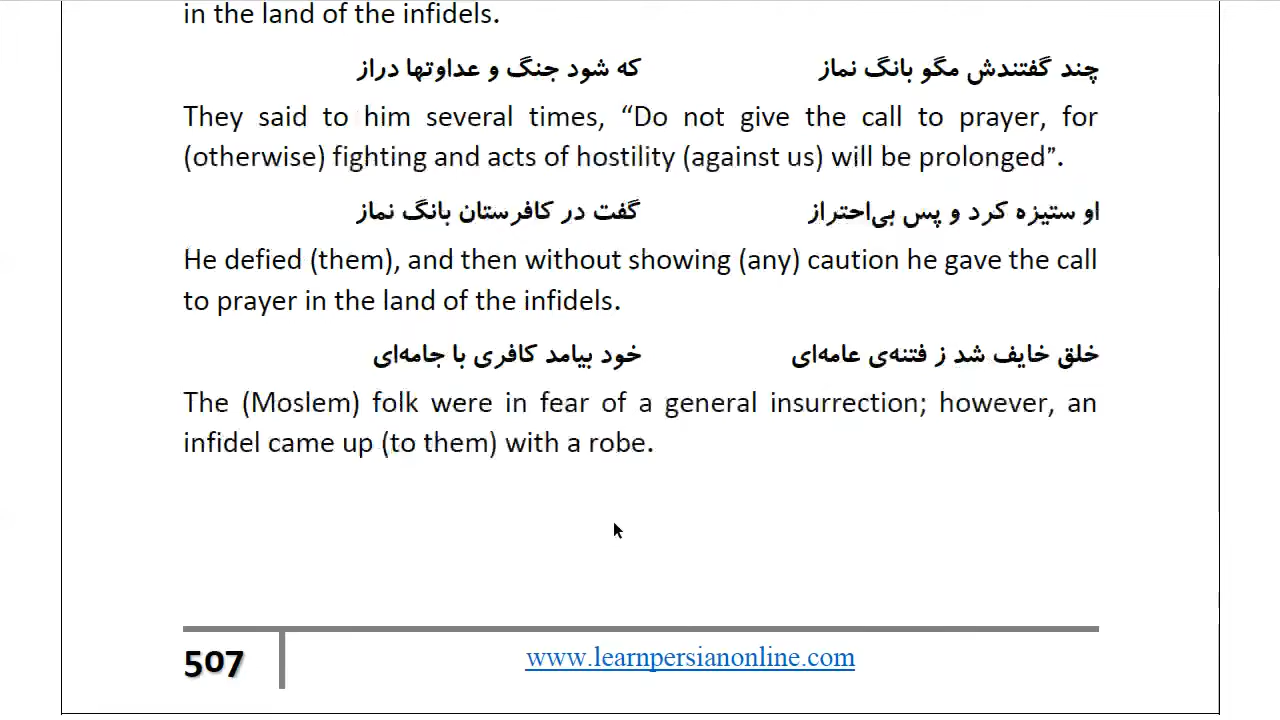 in the land of the infidels.
چند گفتندش مگو بانگ نماز که شود جنگ و عداوتها دراز
They said to him several times, “Do not give the call to prayer, for
(otherwise) fighting and acts of hostility (against us) will be prolonged”.
او ستیزه کرد و پس بی‌احتراز گفت در کافرستان بانگ نماز
He defied (them), and then without showing (any) caution he gave the call
to prayer in the land of the infidels.
خلق خایف شد ز فتنه‌ی عامه‌ای خود بیامد کافری با جامه‌ای
The (Moslem) folk were in fear of a general insurrection; however, an
infidel came up (to them) with a robe.
507 www.learnpersianonline.com